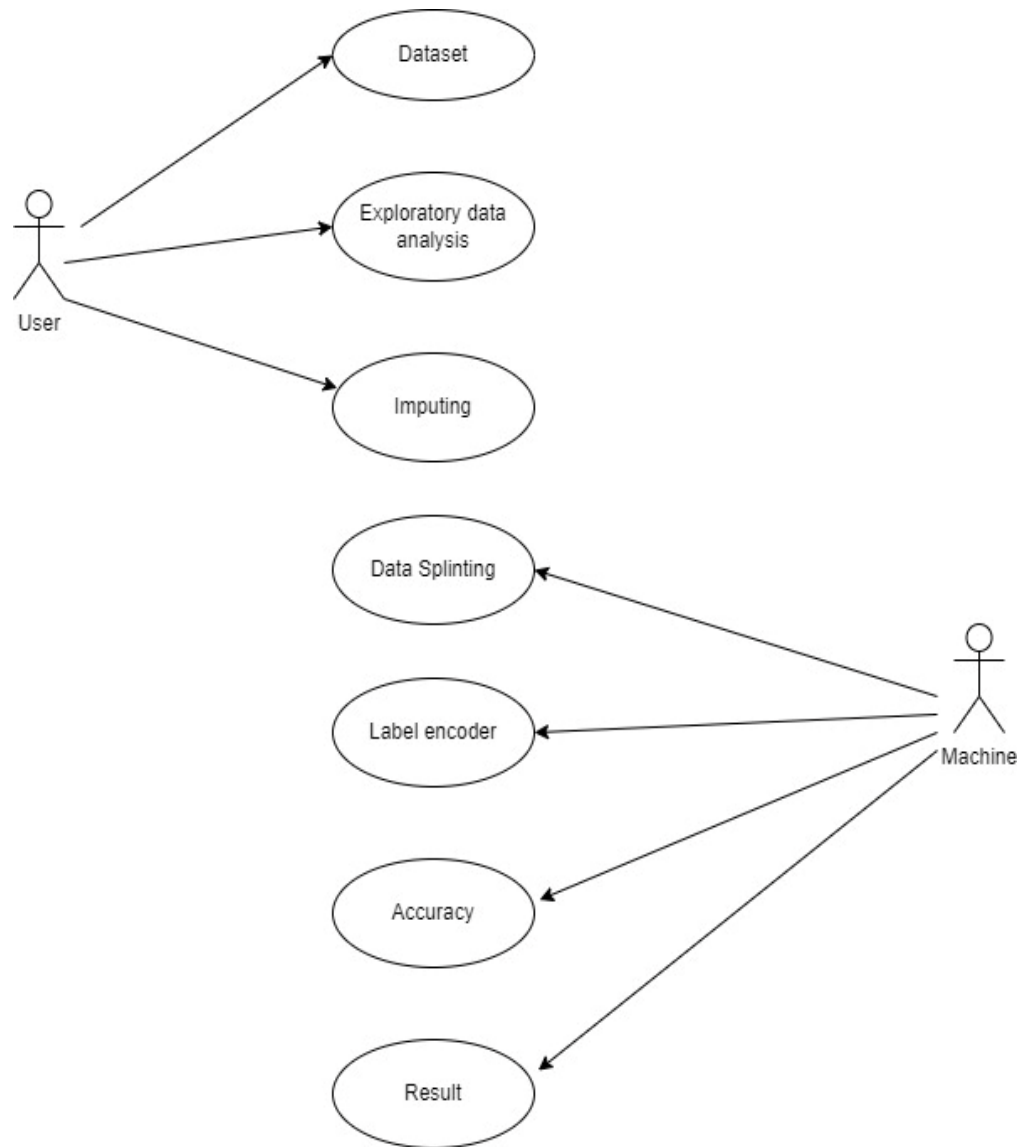 Dataset
Exploratory data
analysis
User
Imputing
Data Splinting
Label encoder
Machine
Accuracy
Result